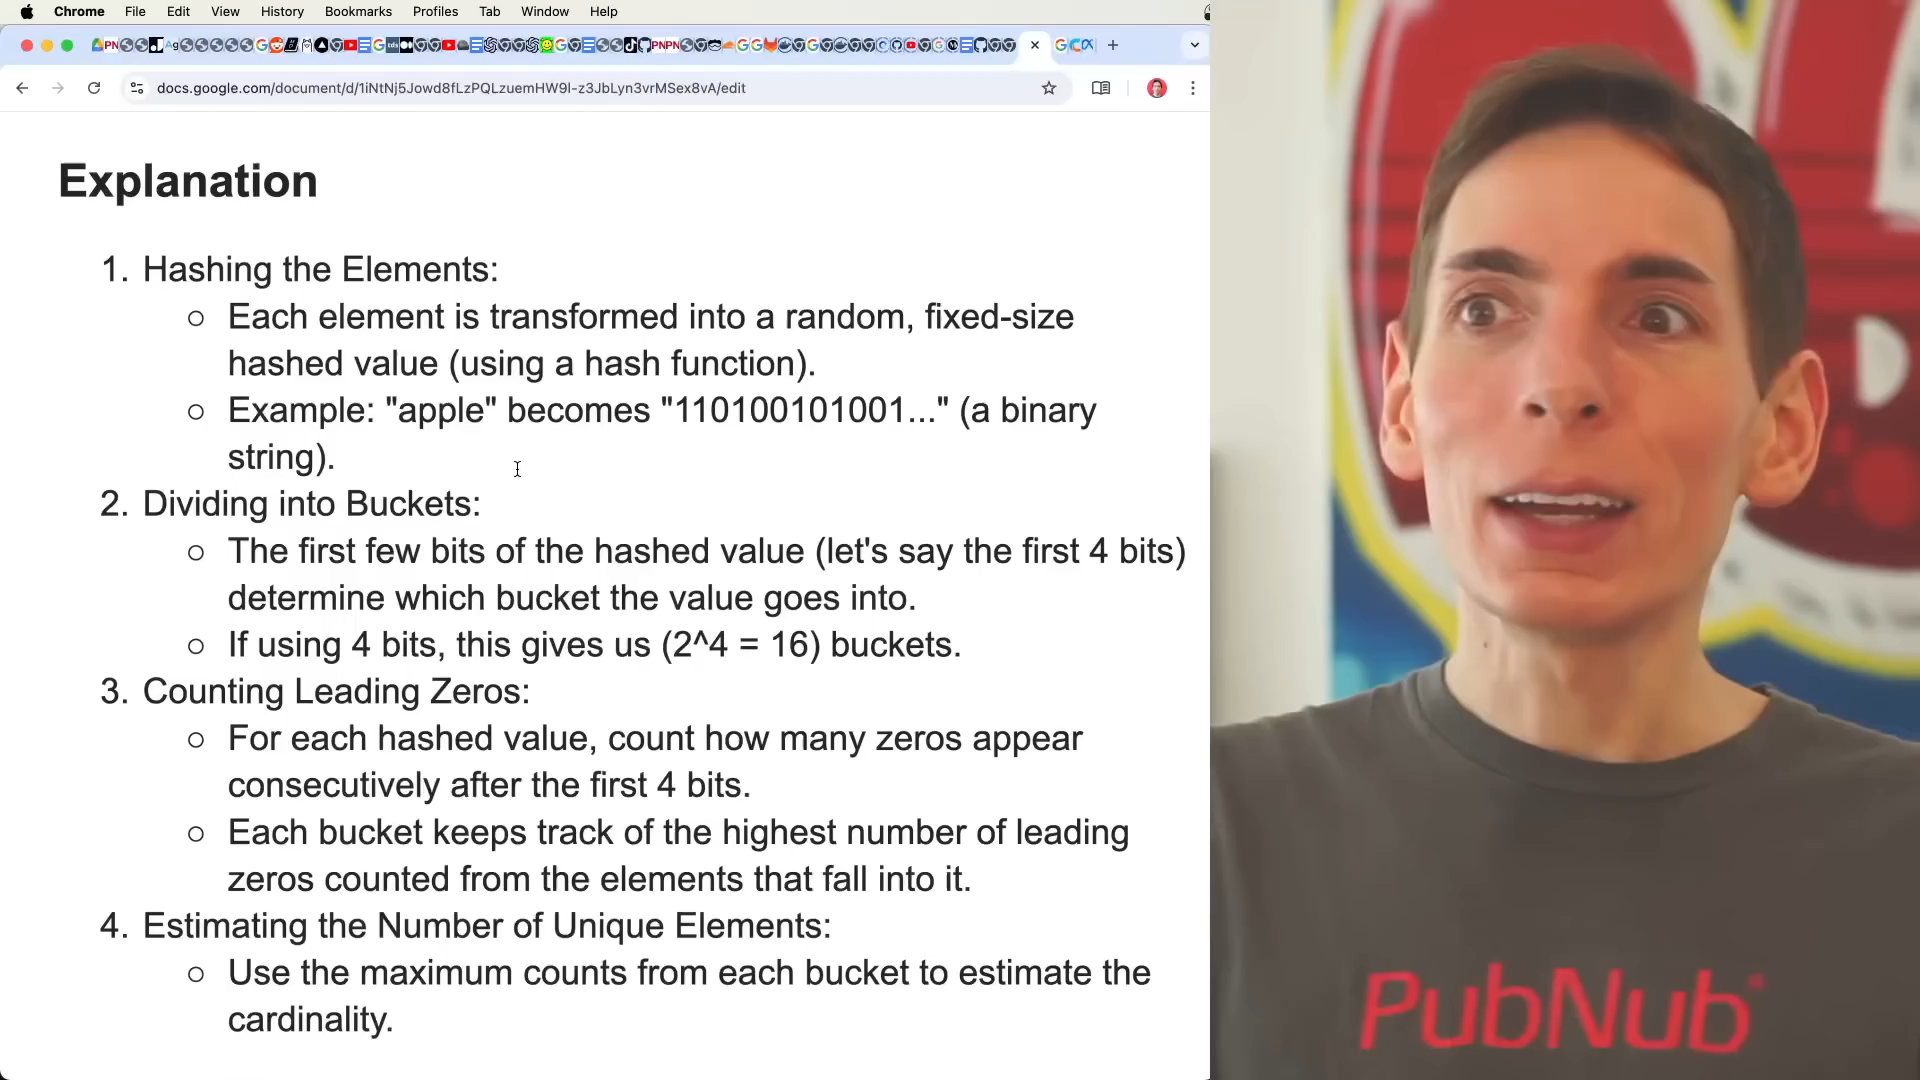 Chrome File Edit View History Bookmarks Profiles Tab Window Help
docs.google.com/document/d/1iNtNj5Jowd8fLzPQLzuemHW9I-z3JbLyn3vrMSex8vA/edit
Explanation
1. Hashing the Elements:
○ Each element is transformed into a random, fixed-size
hashed value (using a hash function).
○ Example: "apple" becomes "110100101001..." (a binary
string).
2. Dividing into Buckets:
○ The first few bits of the hashed value (let's say the first 4 bits)
determine which bucket the value goes into.
○ If using 4 bits, this gives us (2^4 = 16) buckets.
3. Counting Leading Zeros:
○ For each hashed value, count how many zeros appear
consecutively after the first 4 bits.
○ Each bucket keeps track of the highest number of leading
zeros counted from the elements that fall into it.
4. Estimating the Number of Unique Elements:
○ Use the maximum counts from each bucket to estimate the
cardinality.
PubNub